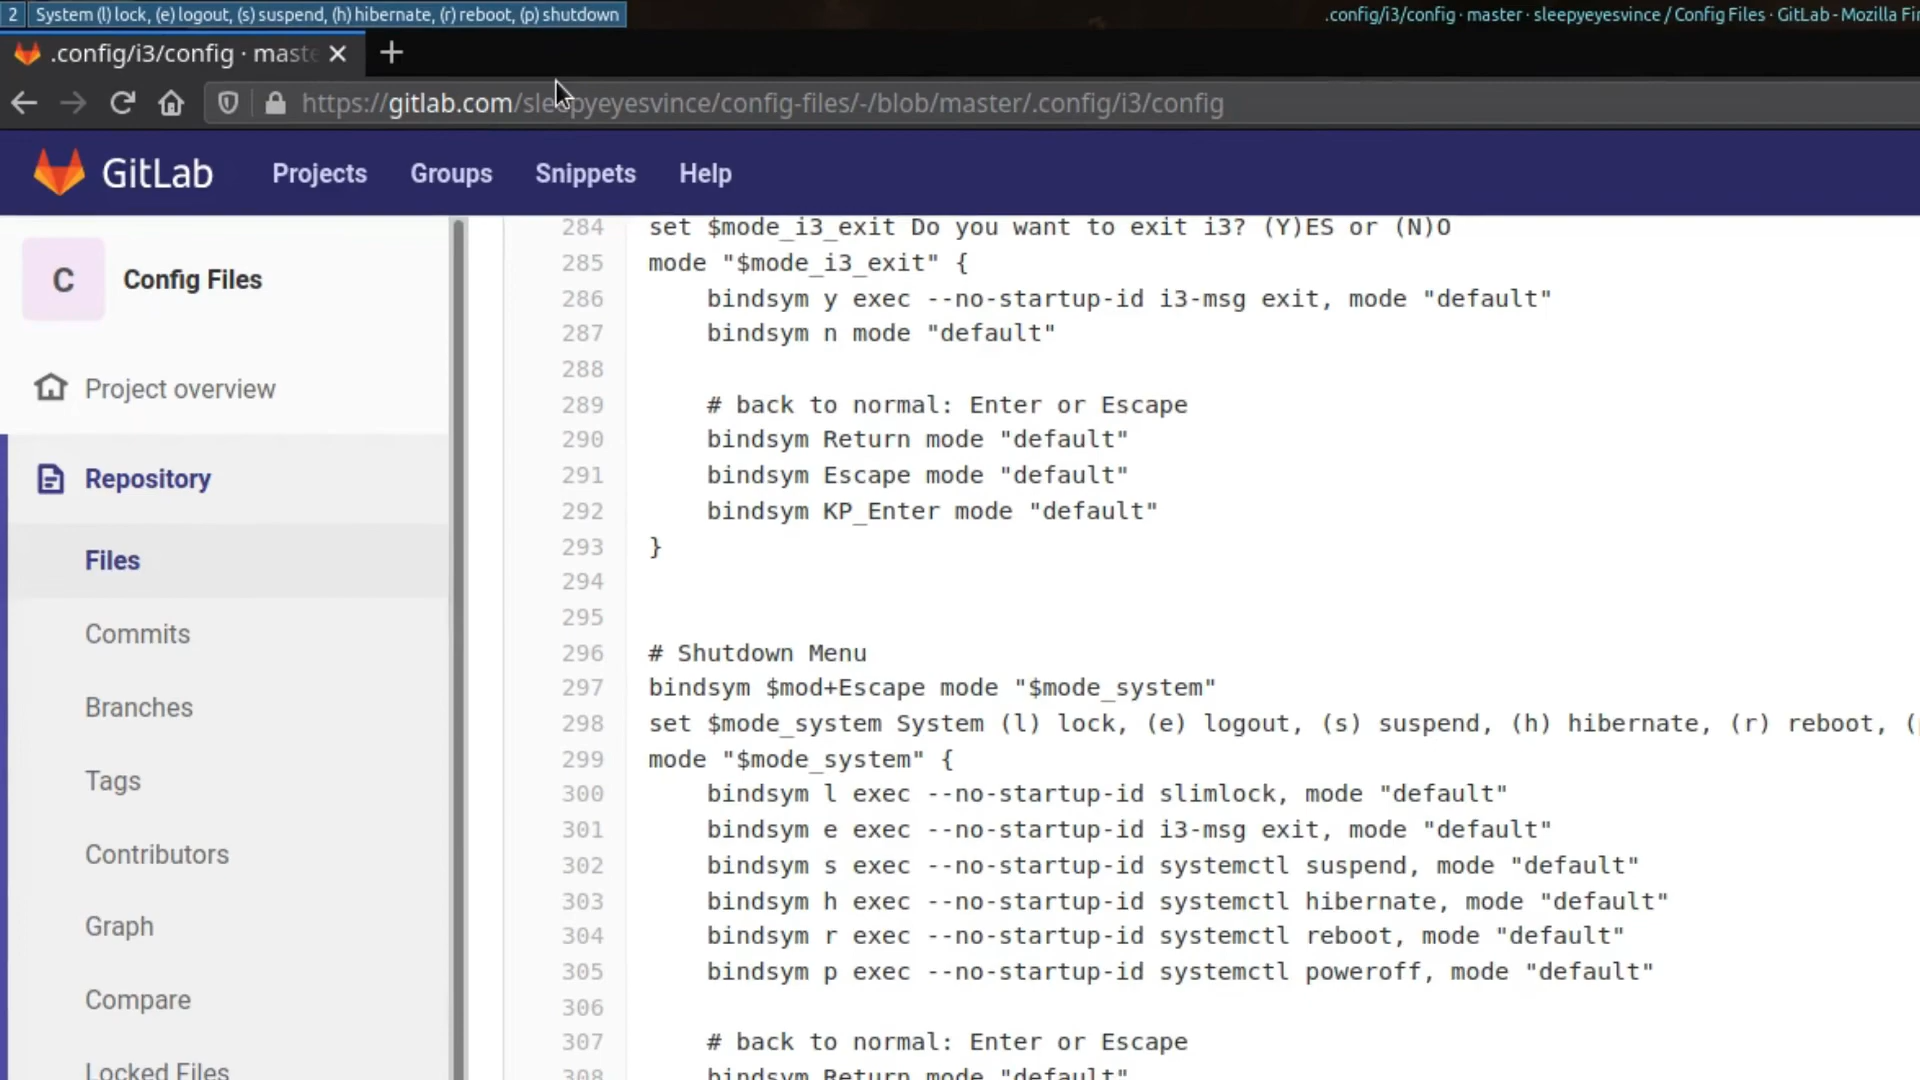 2 System (l) lock, (e) logout, (s) suspend, (h) hibernate, (r) reboot, (p) shutdown
.config/i3/config · master · sleepyeyesvince / Config Files · GitLab - Mozilla Fi
.config/i3/config · maste
https://gitlab.com/sleepyeyesvince/config-files/-/blob/master/.config/i3/config
GitLab Projects Groups Snippets Help
C Config Files
Project overview
Repository
Files
Commits
Branches
Tags
Contributors
Graph
Compare
Locked Files
284 set $mode_i3_exit Do you want to exit i3? (Y)ES or (N)O
285 mode "$mode_i3_exit" {
286     bindsym y exec --no-startup-id i3-msg exit, mode "default"
287     bindsym n mode "default"
288
289     # back to normal: Enter or Escape
290     bindsym Return mode "default"
291     bindsym Escape mode "default"
292     bindsym KP_Enter mode "default"
293 }
294
295
296 # Shutdown Menu
297 bindsym $mod+Escape mode "$mode_system"
298 set $mode_system System (l) lock, (e) logout, (s) suspend, (h) hibernate, (r) reboot, (
299 mode "$mode_system" {
300     bindsym l exec --no-startup-id slimlock, mode "default"
301     bindsym e exec --no-startup-id i3-msg exit, mode "default"
302     bindsym s exec --no-startup-id systemctl suspend, mode "default"
303     bindsym h exec --no-startup-id systemctl hibernate, mode "default"
304     bindsym r exec --no-startup-id systemctl reboot, mode "default"
305     bindsym p exec --no-startup-id systemctl poweroff, mode "default"
306
307     # back to normal: Enter or Escape
308     bindsym Return mode "default"